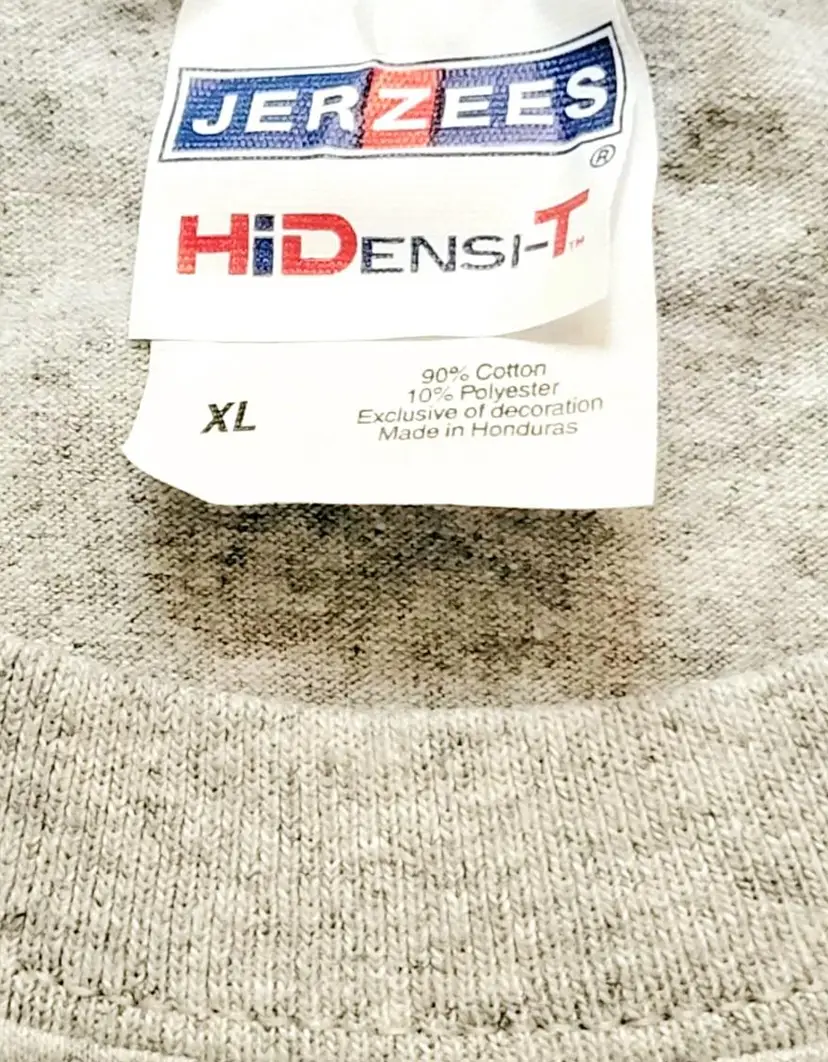 JERZEES
®
HiDENSI-T™
XL
90% Cotton
10% Polyester
Exclusive of decoration
Made in Honduras